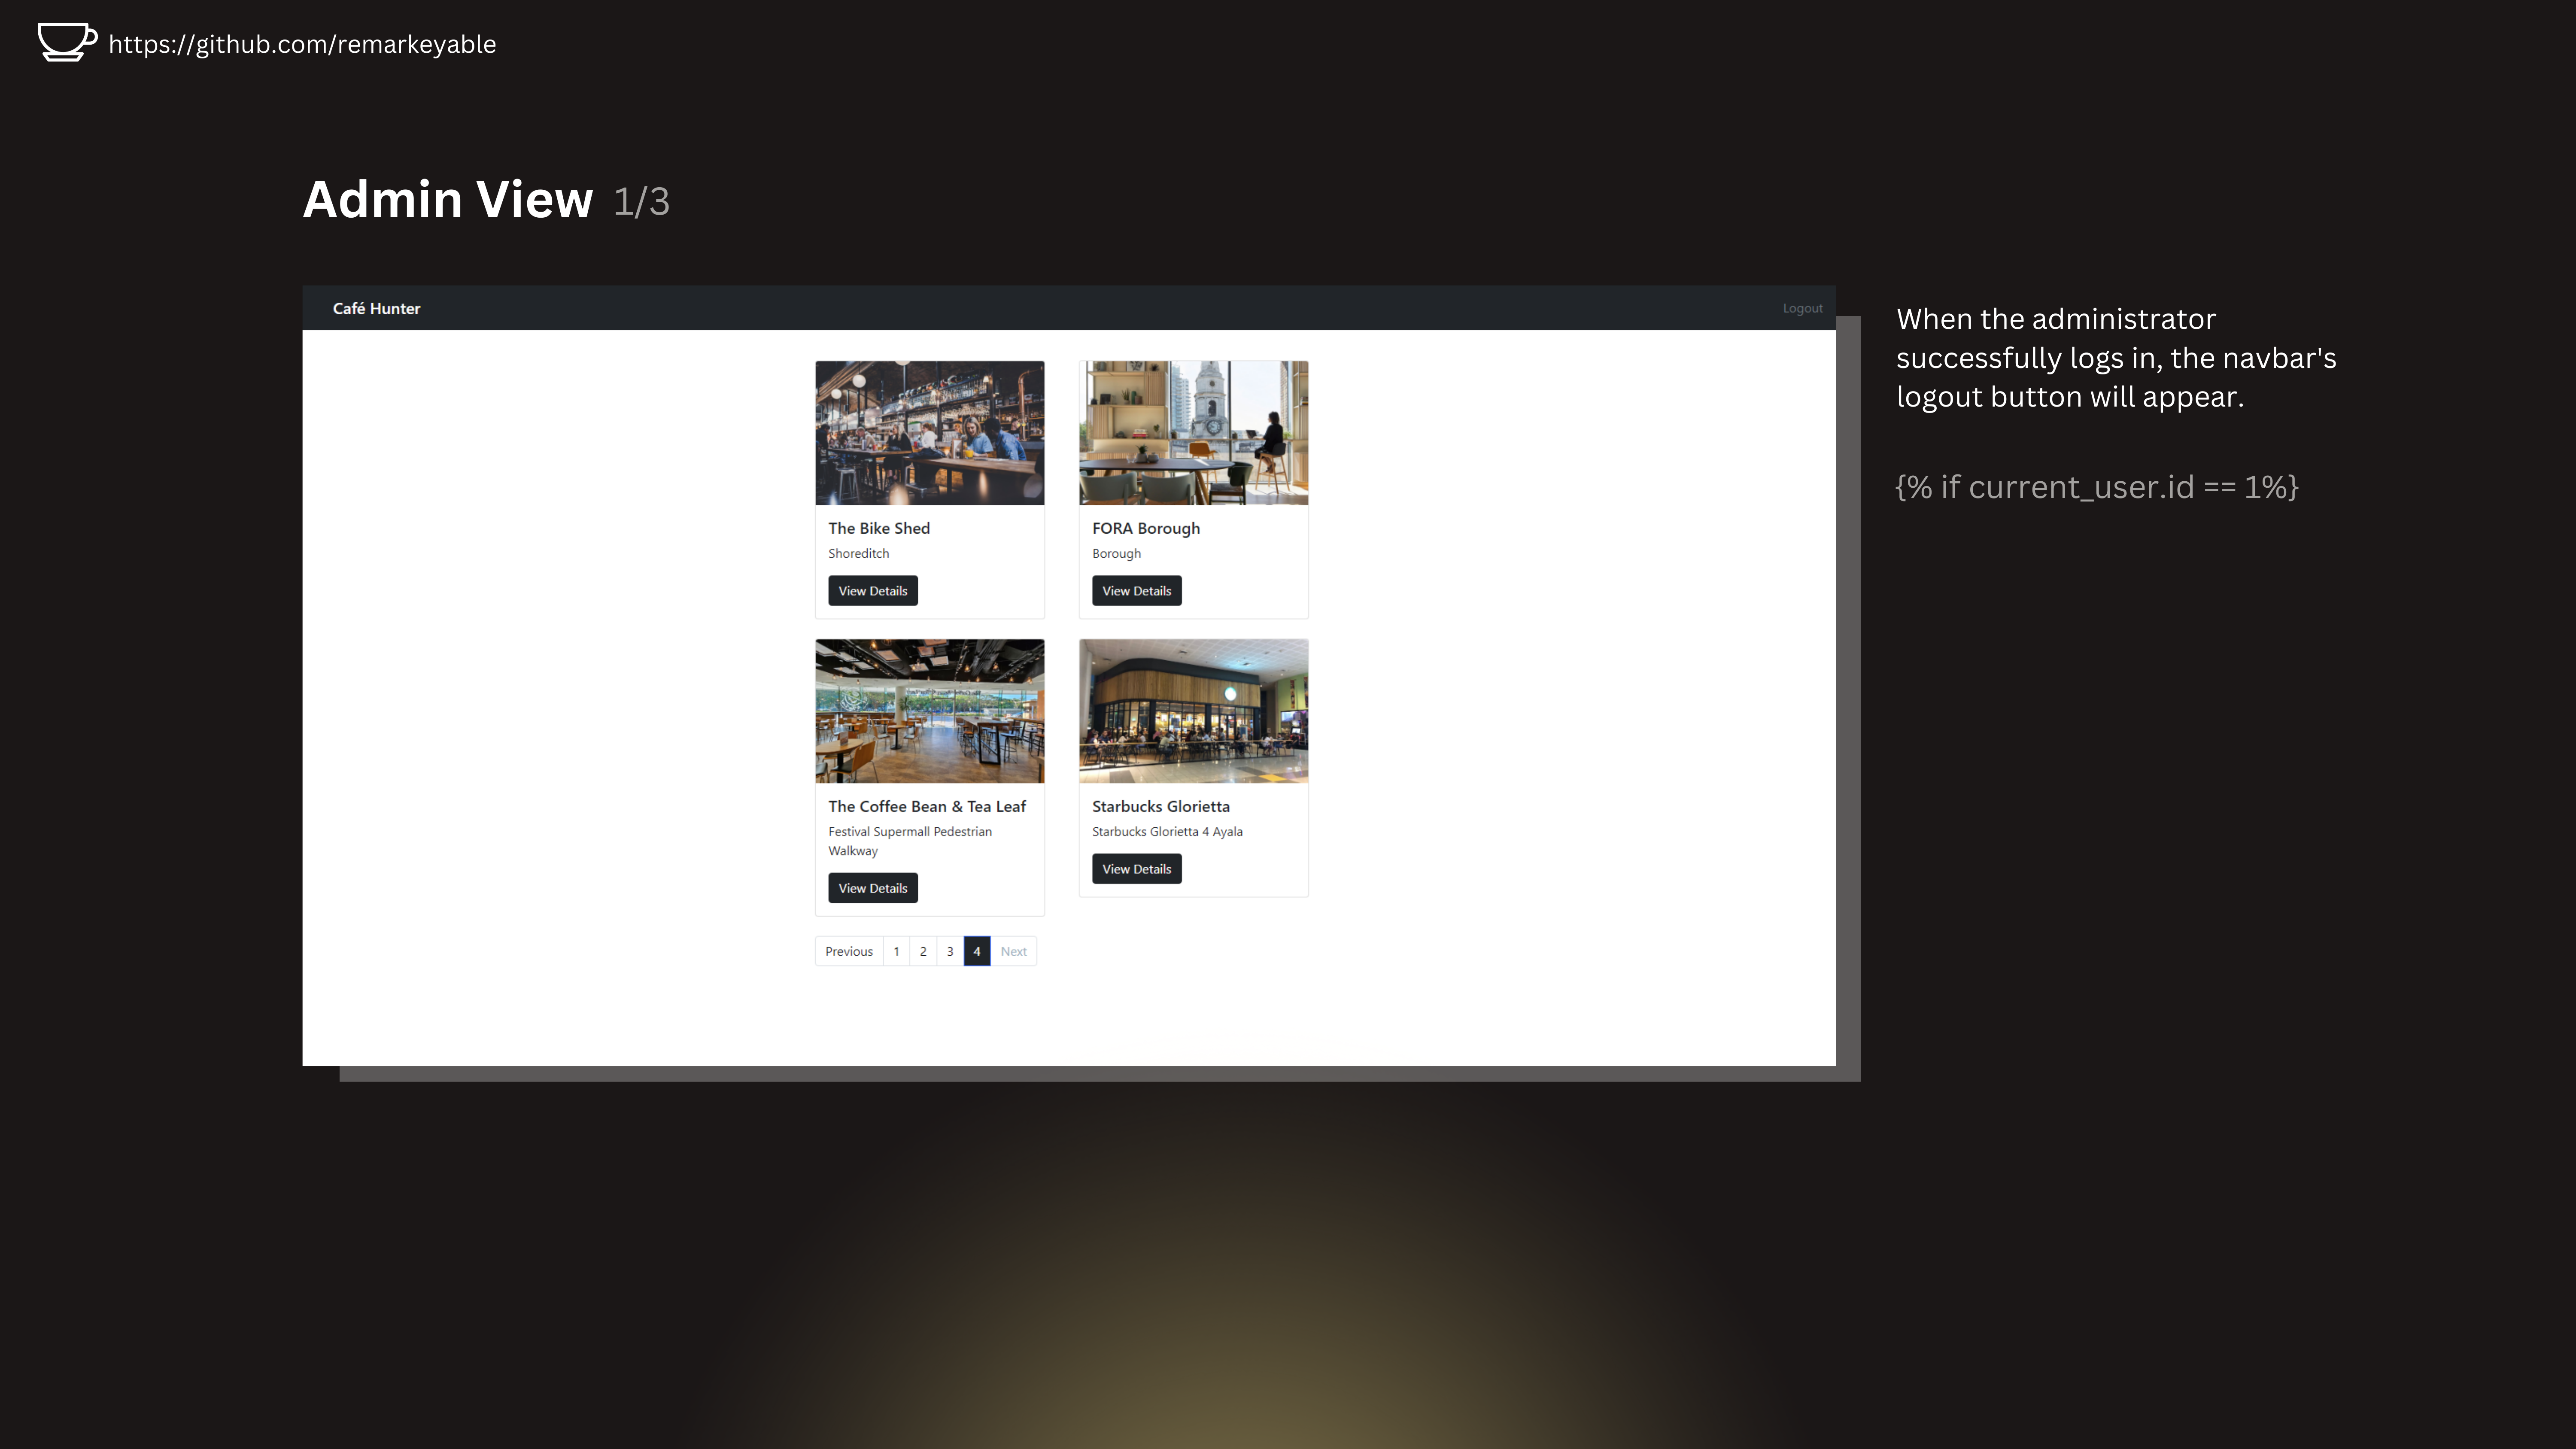 https://github.com/remarkeyable
Admin View 1/3
Café Hunter
Logout
The Bike Shed
Shoreditch
View Details
FORA Borough
Borough
View Details
The Coffee Bean & Tea Leaf
Festival Supermall Pedestrian
Walkway
View Details
Starbucks Glorietta
Starbucks Glorietta 4 Ayala
View Details
Previous 1 2 3 4 Next
When the administrator
successfully logs in, the navbar's
logout button will appear.
{% if current_user.id == 1%}